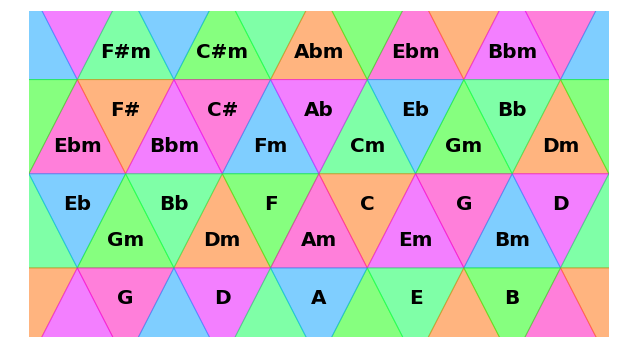 F#m C#m Abm Ebm Bbm
F# C# Ab Eb Bb
Ebm Bbm Fm Cm Gm Dm
Eb Bb F C G D
Gm Dm Am Em Bm
G D A E B